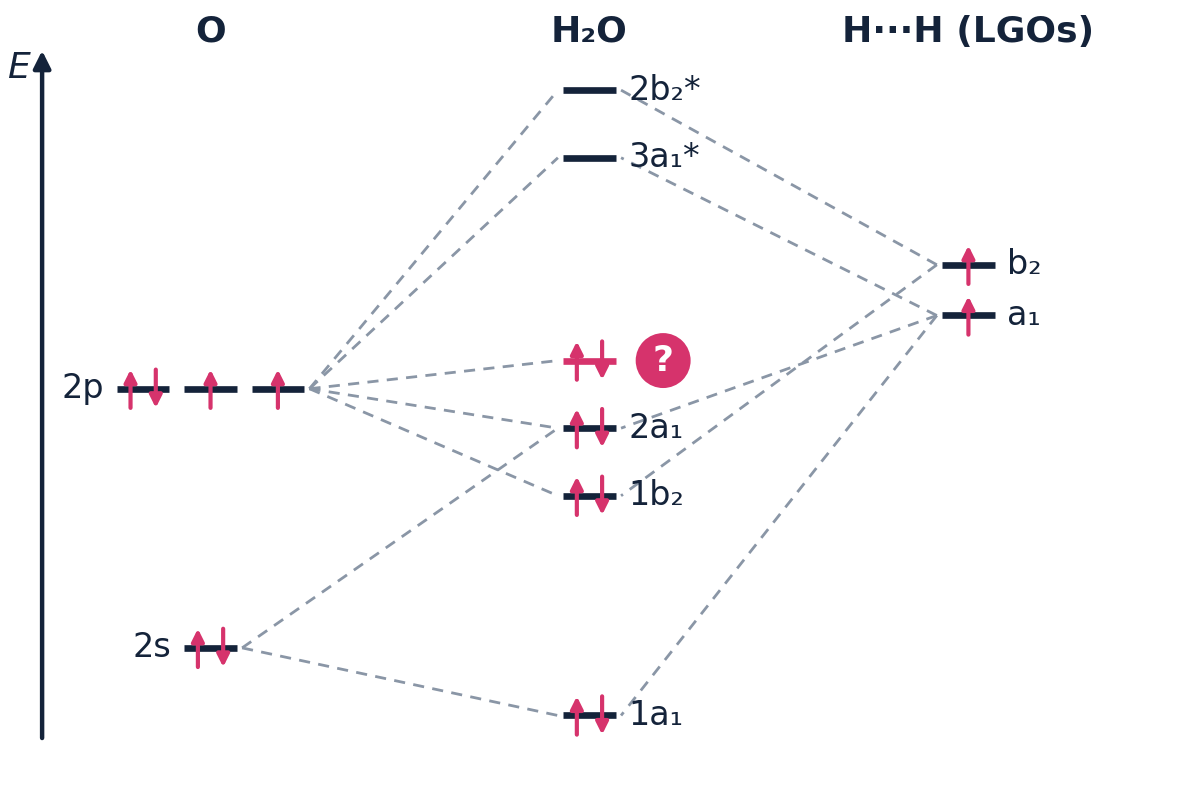 O
H₂O
H···H (LGOs)
E
2b₂*
3a₁*
b₂
a₁
?
2p
2a₁
1b₂
2s
1a₁